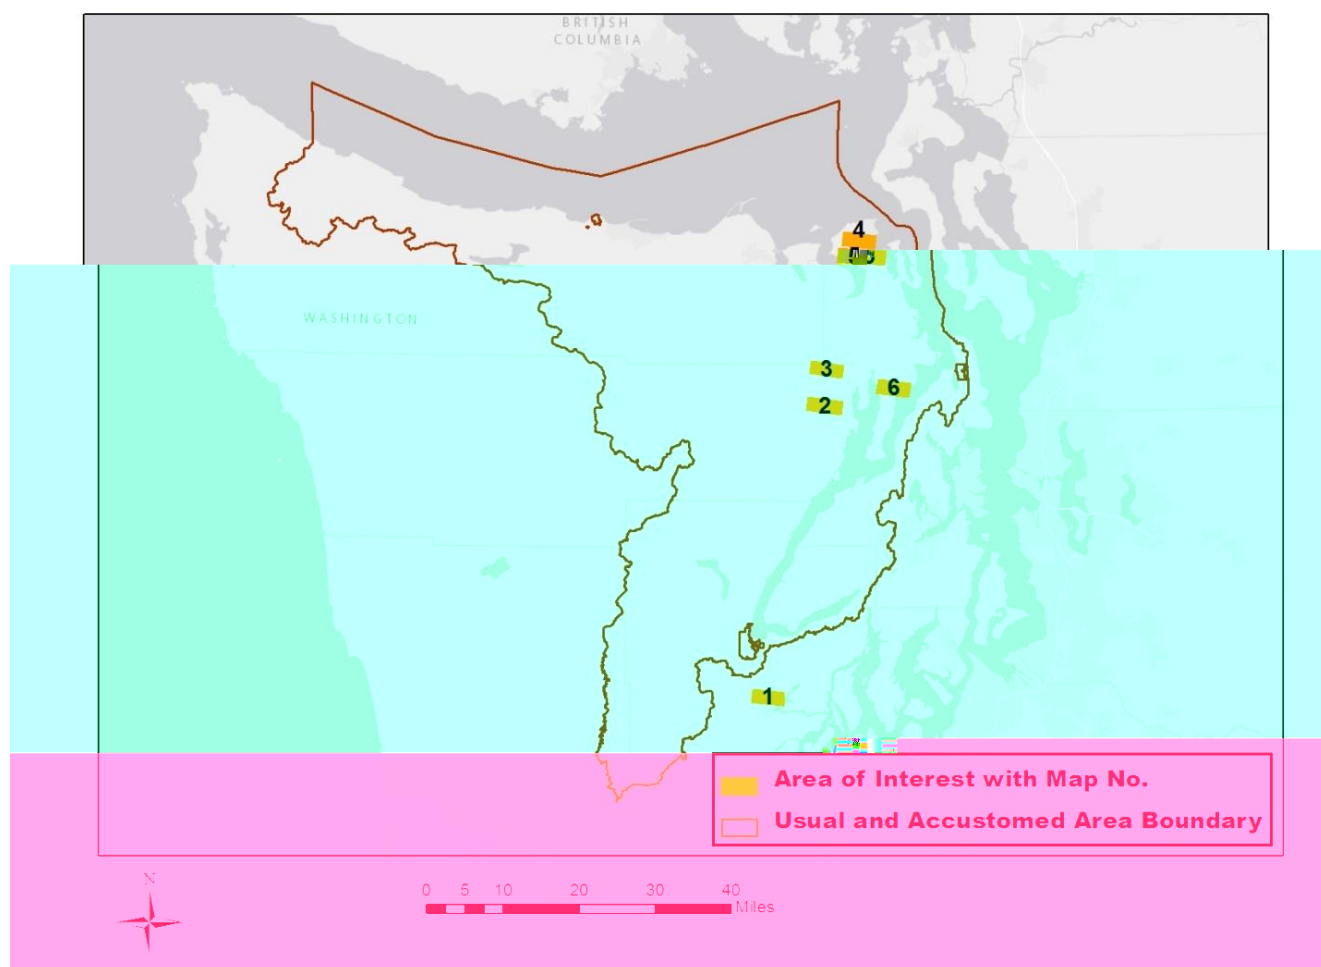 BRITISH
COLUMBIA
4
WASHINGTON
3
6
2
1
Area of Interest with Map No.
Usual and Accustomed Area Boundary
N
0 5 10 20 30 40
Miles